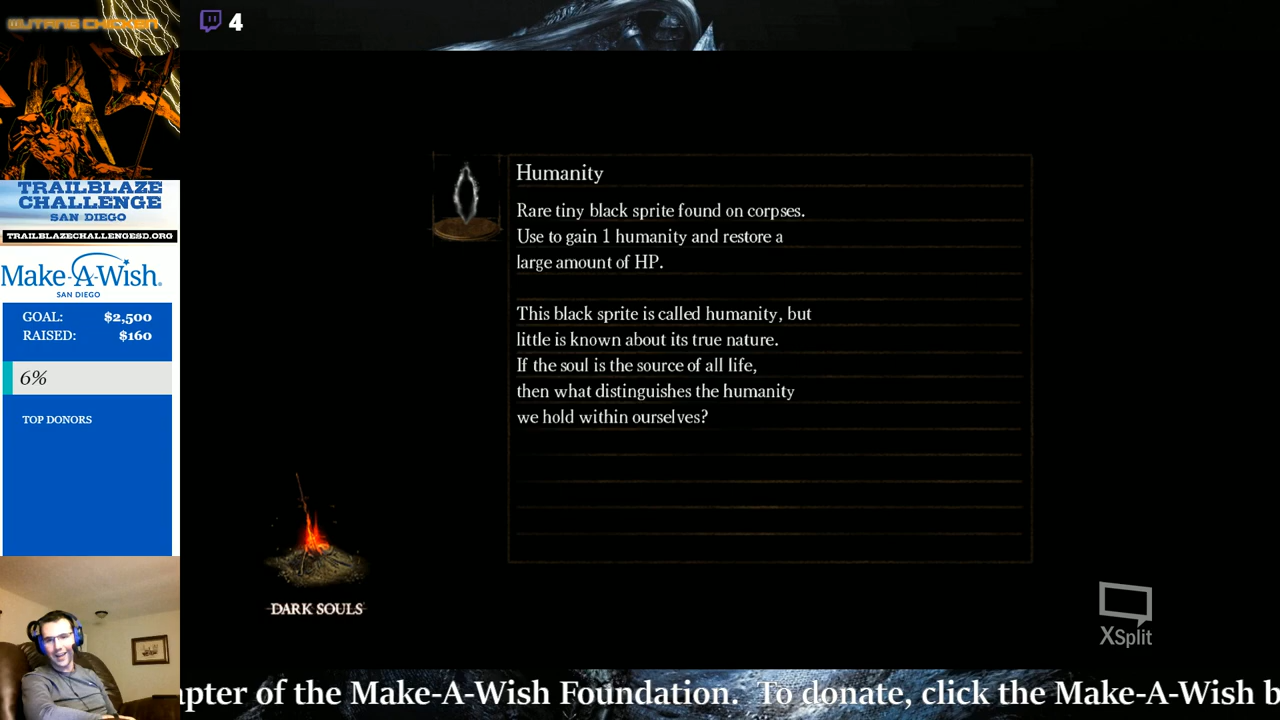 WUTANG CHICKEN
4
TRAILBLAZE
CHALLENGE
SAN DIEGO
TRAILBLAZECHALLENGESD.ORG
Make-A-Wish.
SAN DIEGO
GOAL: $2,500
RAISED: $160
6%
TOP DONORS
Humanity
Rare tiny black sprite found on corpses.
Use to gain 1 humanity and restore a
large amount of HP.
This black sprite is called humanity, but
little is known about its true nature.
If the soul is the source of all life,
then what distinguishes the humanity
we hold within ourselves?
DARK SOULS
XSplit
apter of the Make-A-Wish Foundation. To donate, click the Make-A-Wish b